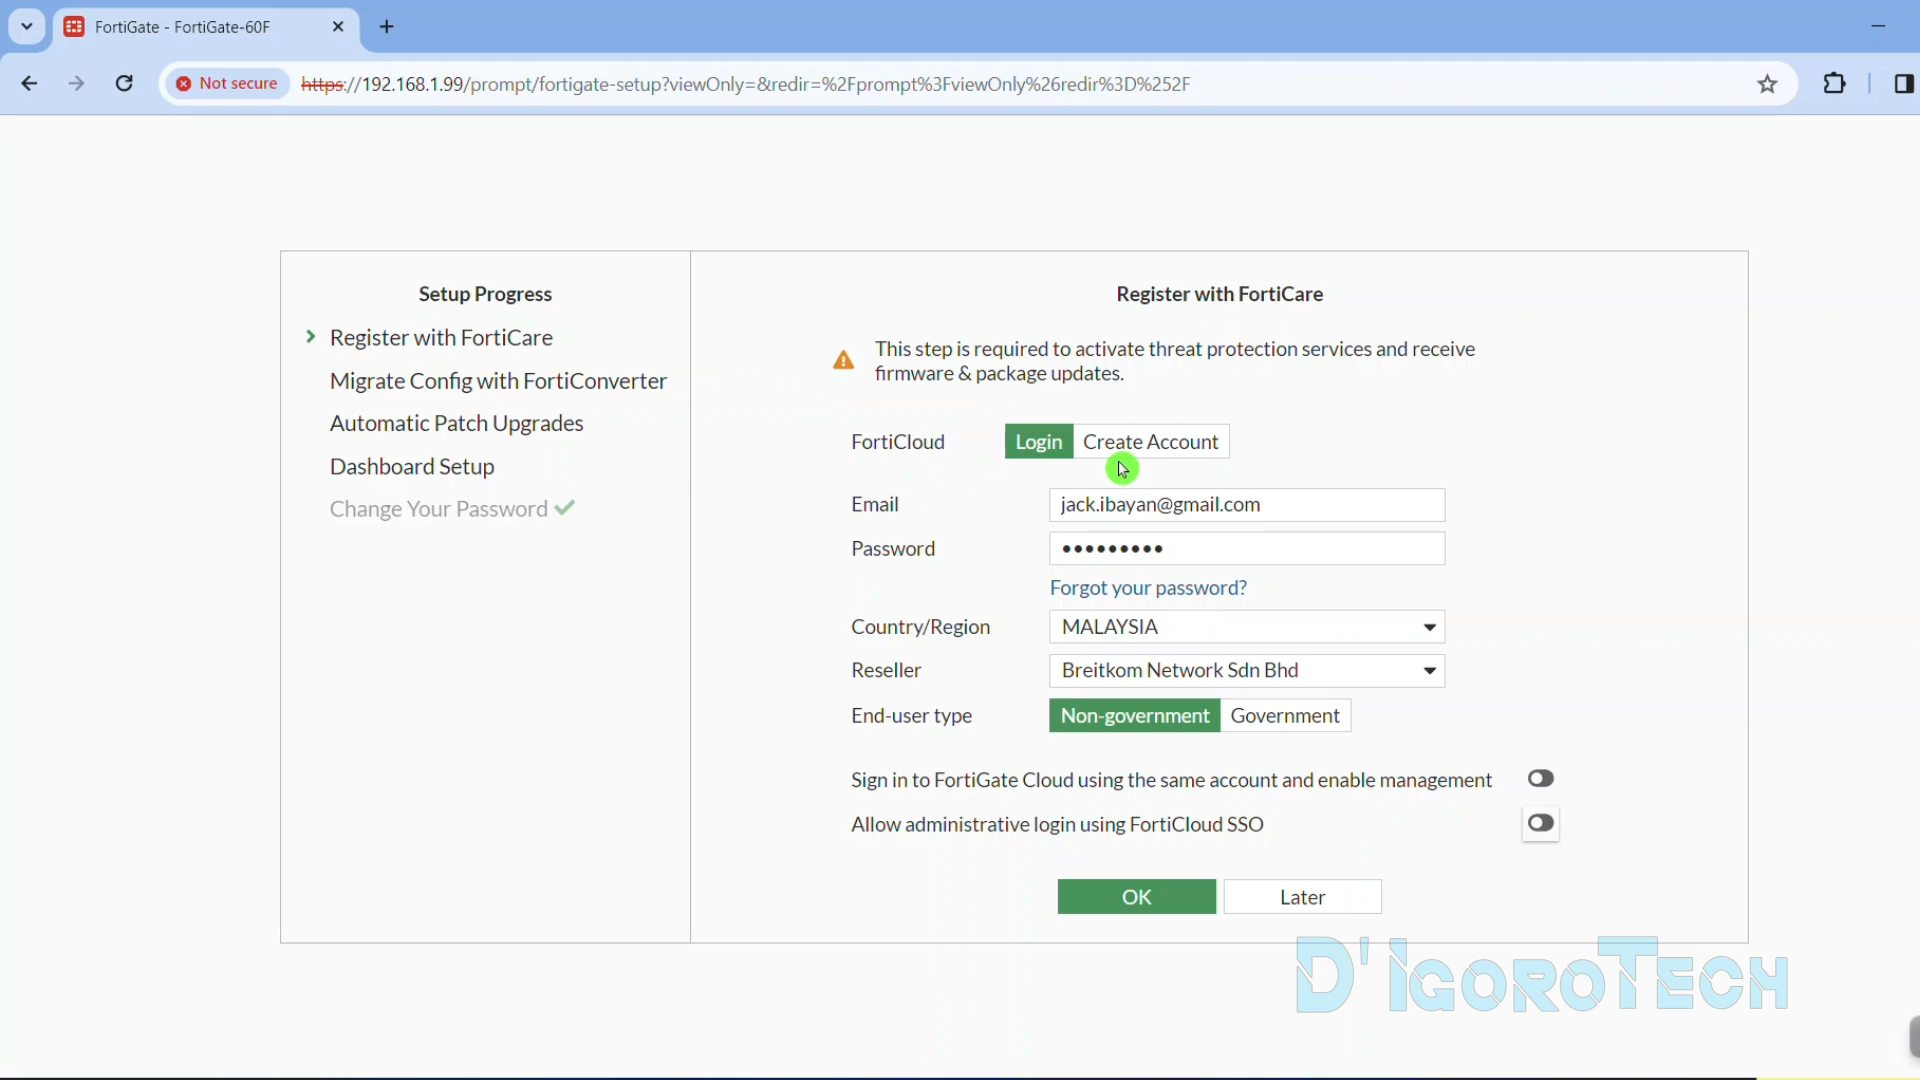 FortiGate - FortiGate-60F
Not secure https://192.168.1.99/prompt/fortigate-setup?viewOnly=&redir=%2Fprompt%3FviewOnly%26redir%3D%252F
Setup Progress
Register with FortiCare
Migrate Config with FortiConverter
Automatic Patch Upgrades
Dashboard Setup
Change Your Password
Register with FortiCare
This step is required to activate threat protection services and receive
firmware & package updates.
FortiCloud Login Create Account
Email jack.ibayan@gmail.com
Password •••••••••
Forgot your password?
Country/Region MALAYSIA
Reseller Breitkom Network Sdn Bhd
End-user type Non-government Government
Sign in to FortiGate Cloud using the same account and enable management
Allow administrative login using FortiCloud SSO
OK Later
D'IGOROTECH